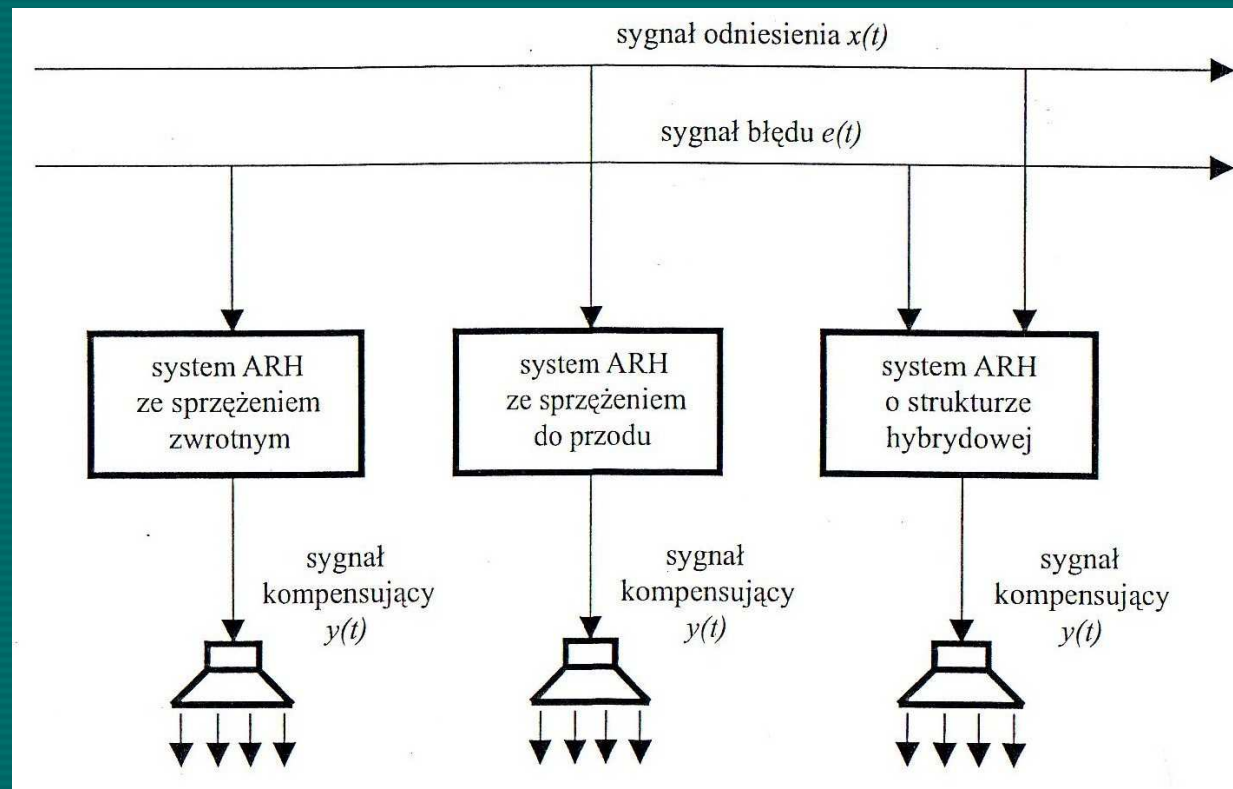 sygnał odniesienia x(t)
sygnał błędu e(t)
system ARH
ze sprzężeniem
zwrotnym
system ARH
ze sprzężeniem
do przodu
system ARH
o strukturze
hybrydowej
sygnał
kompensujący
y(t)
sygnał
kompensujący
y(t)
sygnał
kompensujący
y(t)